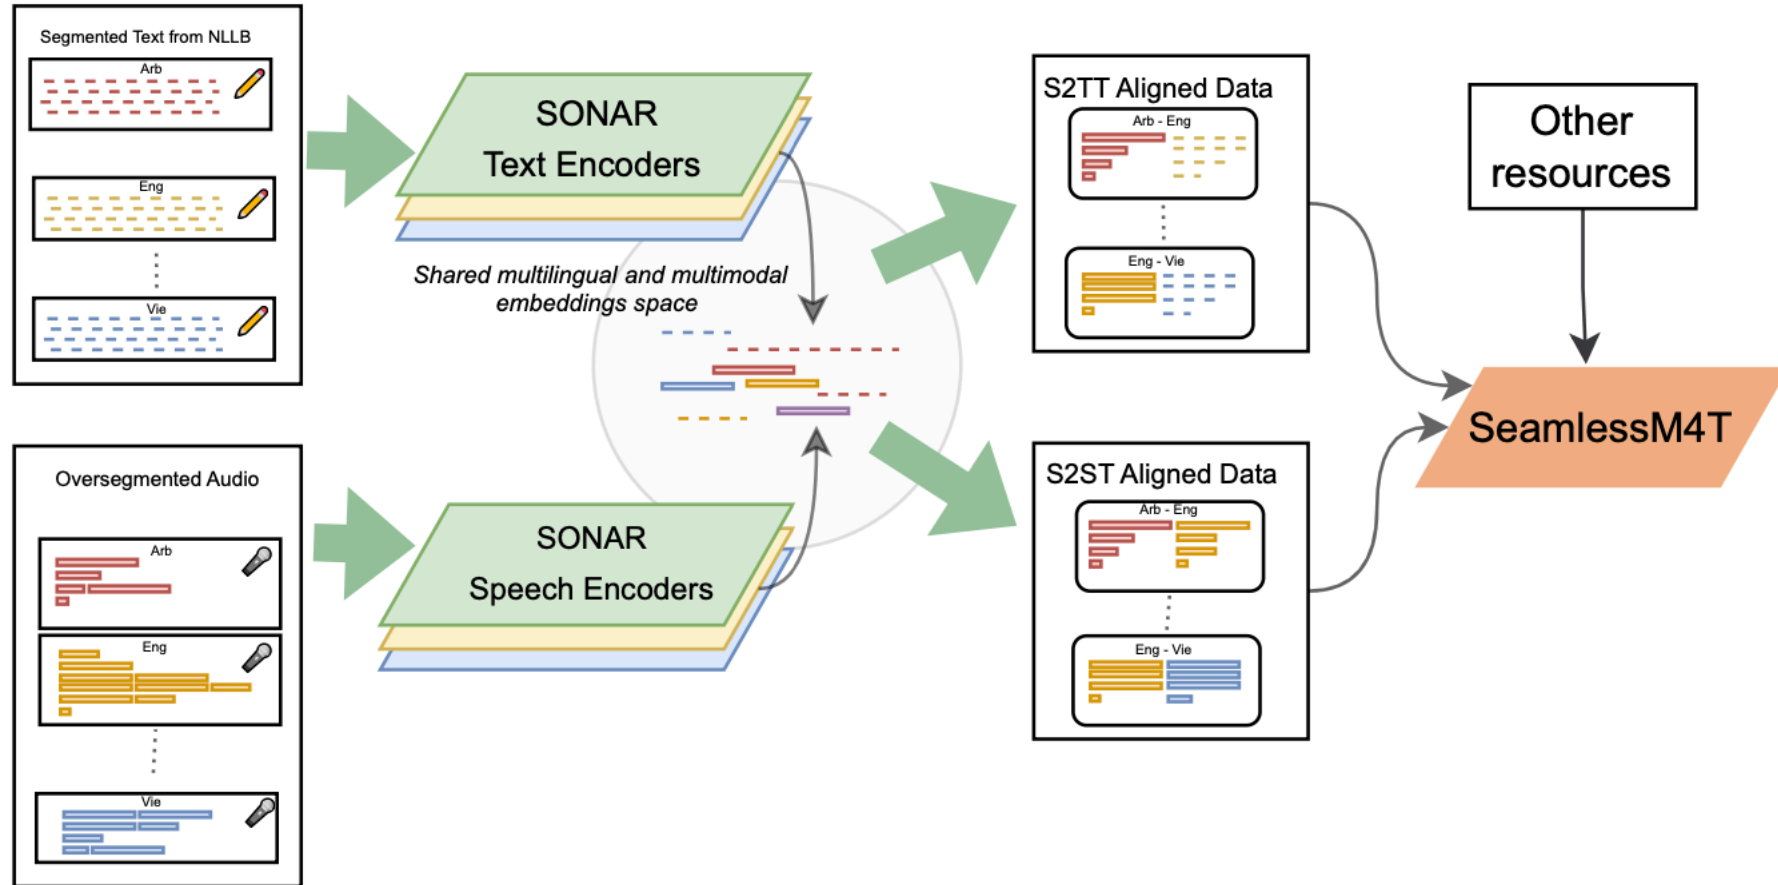 Segmented Text from NLLB
Arb
Eng
Vie
Oversegmented Audio
Arb
Eng
Vie
SONAR
Text Encoders
Shared multilingual and multimodal
embeddings space
SONAR
Speech Encoders
S2TT Aligned Data
Arb - Eng
Eng - Vie
S2ST Aligned Data
Arb - Eng
Eng - Vie
Other
resources
SeamlessM4T